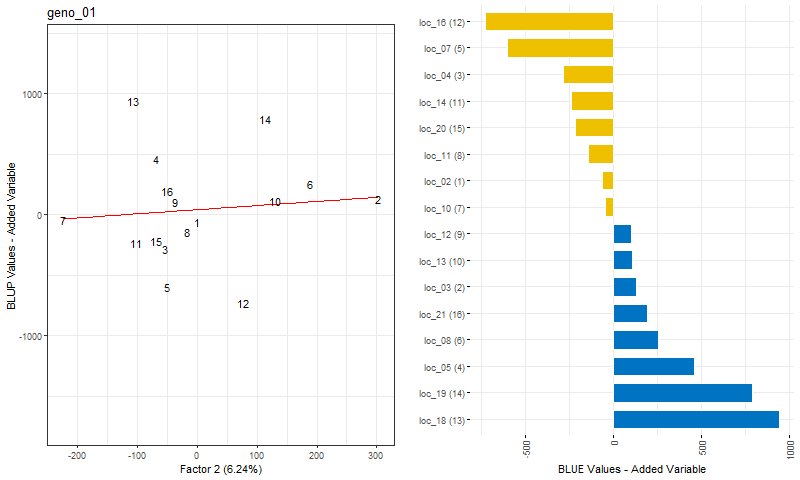 geno_01
BLUP Values - Added Variable
1000
0
-1000
13
14
4
6
16
9
10
2
7
1
8
11
15
3
5
12
-200
-100
0
100
200
300
Factor 2 (6.24%)
loc_16 (12)
loc_07 (5)
loc_04 (3)
loc_14 (11)
loc_20 (15)
loc_11 (8)
loc_02 (1)
loc_10 (7)
loc_12 (9)
loc_13 (10)
loc_03 (2)
loc_21 (16)
loc_08 (6)
loc_05 (4)
loc_19 (14)
loc_18 (13)
-500
0
500
1000
BLUE Values - Added Variable